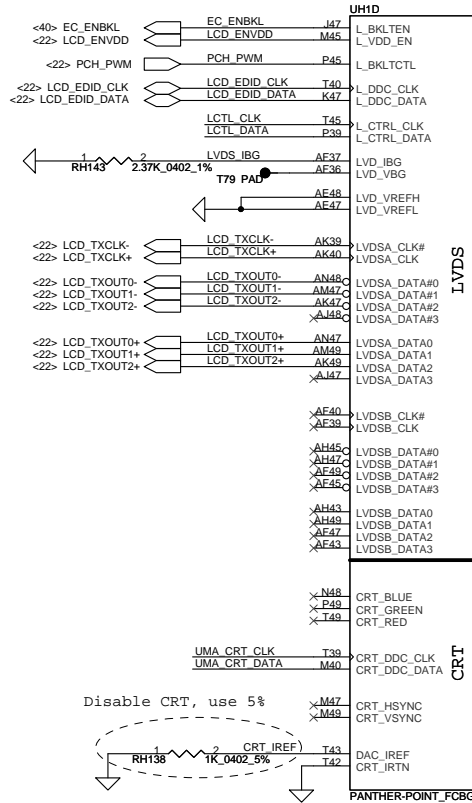 UH1D
<40> EC_ENBKL EC_ENBKL J47 L_BKLTEN
<22> LCD_ENVDD LCD_ENVDD M45 L_VDD_EN
<22> PCH_PWM PCH_PWM P45 L_BKLTCTL
<22> LCD_EDID_CLK LCD_EDID_CLK T40 L_DDC_CLK
<22> LCD_EDID_DATA LCD_EDID_DATA K47 L_DDC_DATA
LCTL_CLK T45 L_CTRL_CLK
LCTL_DATA P39 L_CTRL_DATA
1 2 LVDS_IBG AF37 LVD_IBG
RH143 2.37K_0402_1% AF36 LVD_VBG
T79 PAD
AE48 LVD_VREFH
AE47 LVD_VREFL
LVDS
<22> LCD_TXCLK- LCD_TXCLK- AK39 LVDSA_CLK#
<22> LCD_TXCLK+ LCD_TXCLK+ AK40 LVDSA_CLK
<22> LCD_TXOUT0- LCD_TXOUT0- AN48 LVDSA_DATA#0
<22> LCD_TXOUT1- LCD_TXOUT1- AM47 LVDSA_DATA#1
<22> LCD_TXOUT2- LCD_TXOUT2- AK47 LVDSA_DATA#2
AJ48 LVDSA_DATA#3
<22> LCD_TXOUT0+ LCD_TXOUT0+ AN47 LVDSA_DATA0
<22> LCD_TXOUT1+ LCD_TXOUT1+ AM49 LVDSA_DATA1
<22> LCD_TXOUT2+ LCD_TXOUT2+ AK49 LVDSA_DATA2
AJ47 LVDSA_DATA3
AF40 LVDSB_CLK#
AF39 LVDSB_CLK
AH45 LVDSB_DATA#0
AH47 LVDSB_DATA#1
AF49 LVDSB_DATA#2
AF45 LVDSB_DATA#3
AH43 LVDSB_DATA0
AH49 LVDSB_DATA1
AF47 LVDSB_DATA2
AF43 LVDSB_DATA3
N48 CRT_BLUE
P49 CRT_GREEN
T49 CRT_RED
CRT
UMA_CRT_CLK T39 CRT_DDC_CLK
UMA_CRT_DATA M40 CRT_DDC_DATA
Disable CRT, use 5%
M47 CRT_HSYNC
M49 CRT_VSYNC
1 2 CRT_IREF T43 DAC_IREF
RH138 1K_0402_5% T42 CRT_IRTN
PANTHER-POINT_FCBG